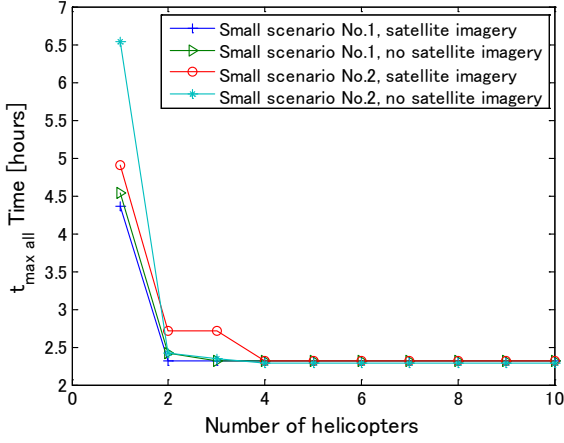 7
6.5
6
5.5
5
4.5
4
3.5
3
2.5
2
t max all Time [hours]
Small scenario No.1, satellite imagery
Small scenario No.1, no satellite imagery
Small scenario No.2, satellite imagery
Small scenario No.2, no satellite imagery
0 2 4 6 8 10
Number of helicopters